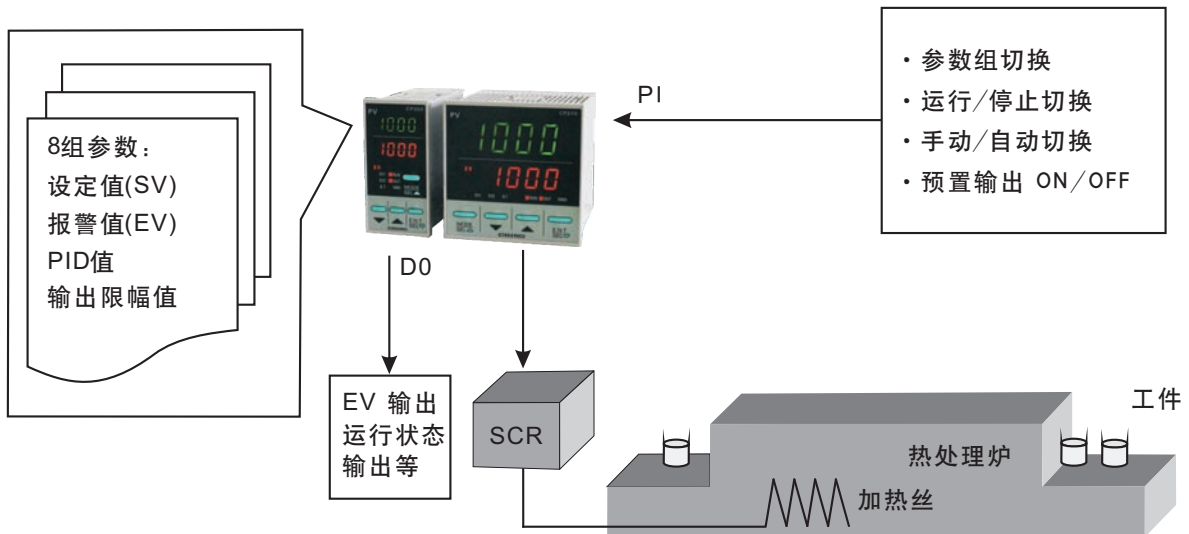 8组参数：
设定值(SV)
报警值(EV)
PID值
输出限幅值
PV
1000
1000
PV
1000
1000
PI
・参数组切换
・运行/停止切换
・手动/自动切换
・预置输出 ON/OFF
D0
EV 输出
运行状态
输出等
SCR
工件
热处理炉
加热丝